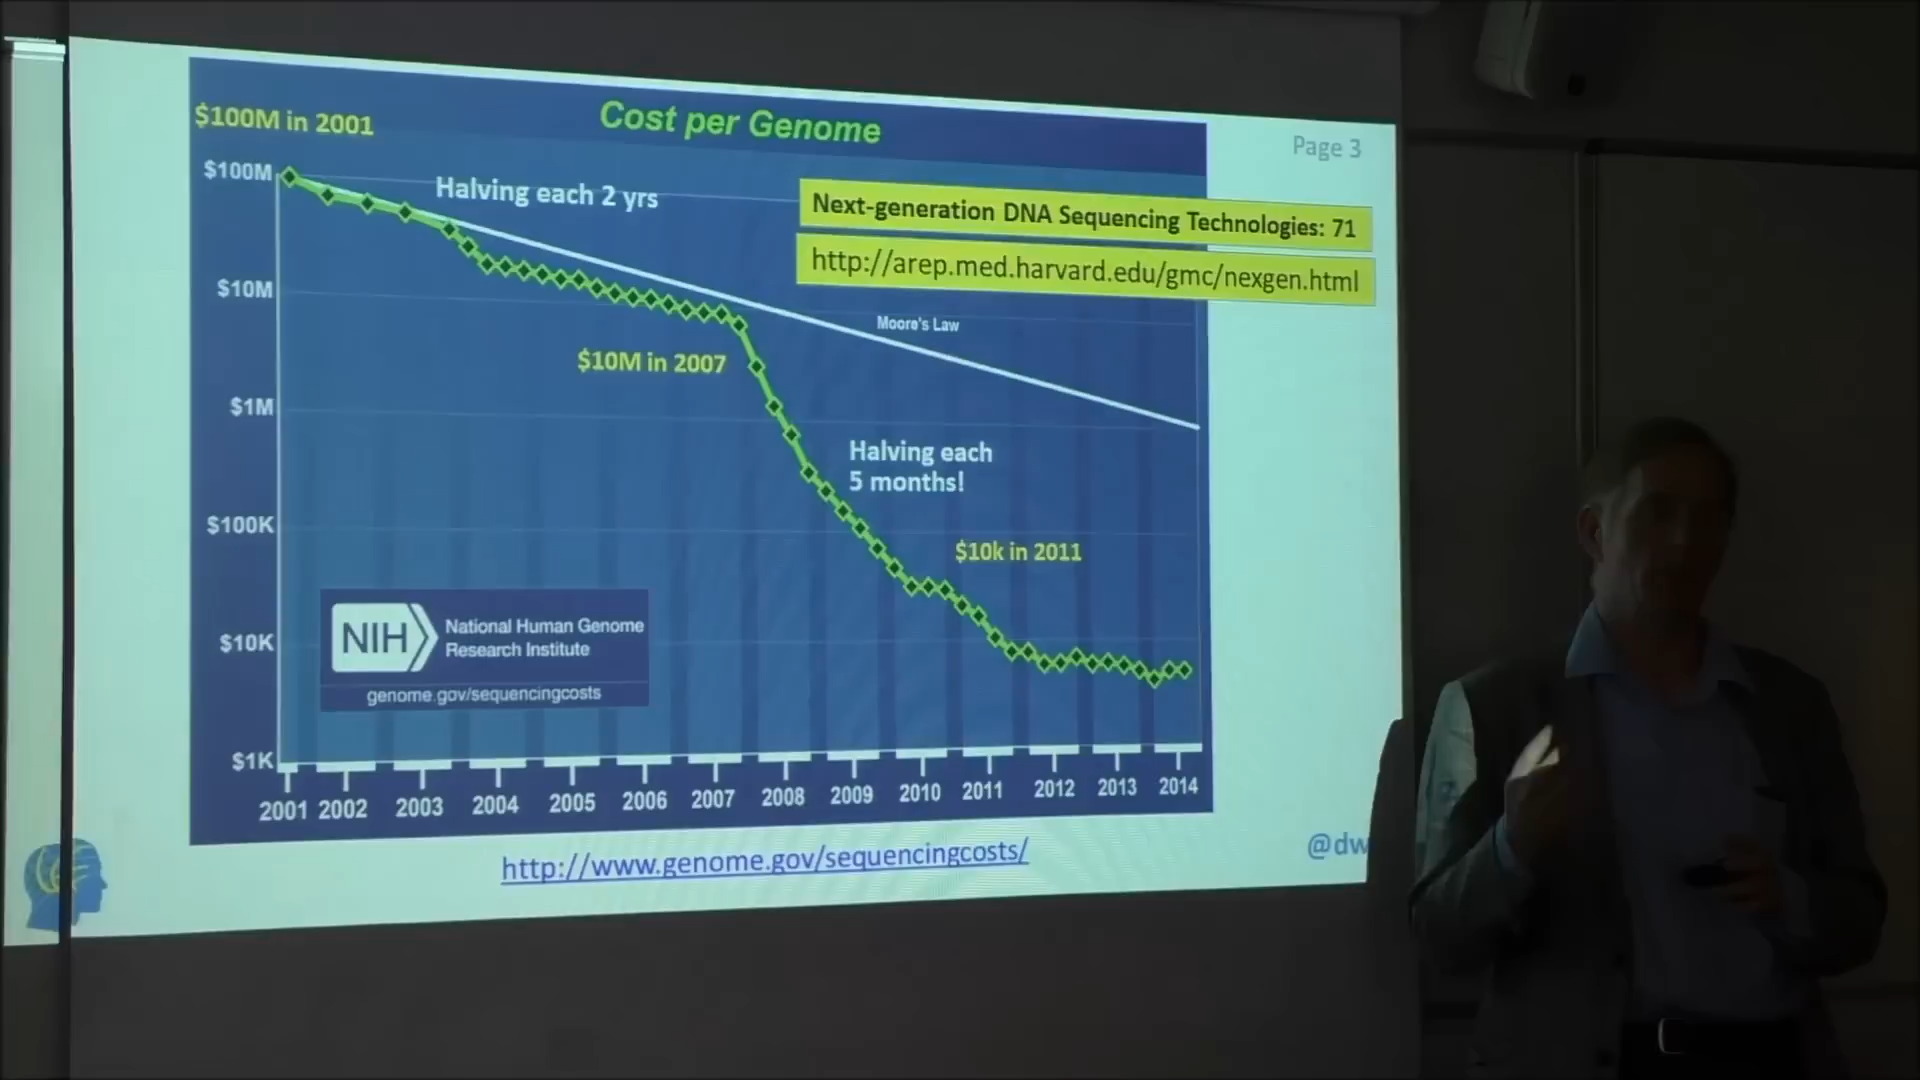 $100M in 2001
Cost per Genome
Page 3
$100M
Halving each 2 yrs
Next-generation DNA Sequencing Technologies: 71
http://arep.med.harvard.edu/gmc/nexgen.html
$10M
Moore's Law
$10M in 2007
$1M
Halving each
5 months!
$100K
$10k in 2011
NIH
National Human Genome
Research Institute
genome.gov/sequencingcosts
$10K
$1K
2001 2002 2003 2004 2005 2006 2007 2008 2009 2010 2011 2012 2013 2014
http://www.genome.gov/sequencingcosts/
@dw